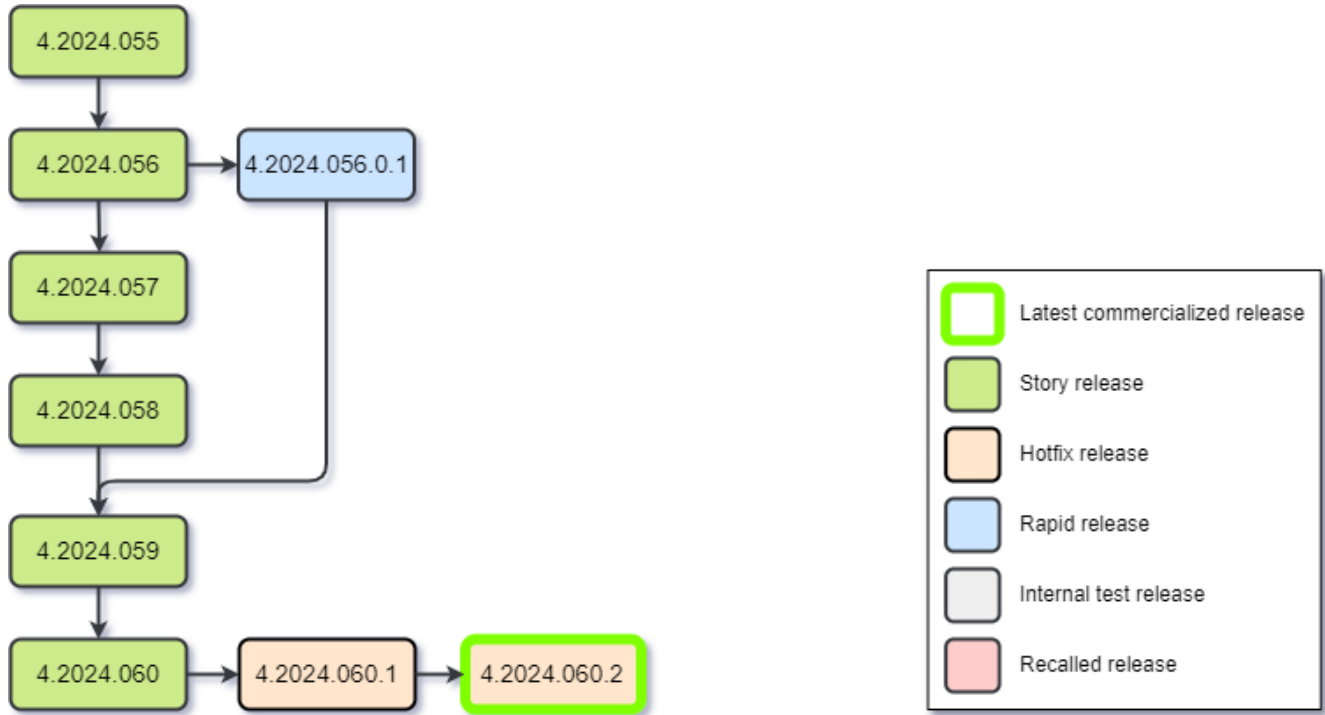 4.2024.055
4.2024.056
4.2024.056.0.1
4.2024.057
4.2024.058
4.2024.059
4.2024.060
4.2024.060.1
4.2024.060.2
Latest commercialized release
Story release
Hotfix release
Rapid release
Internal test release
Recalled release